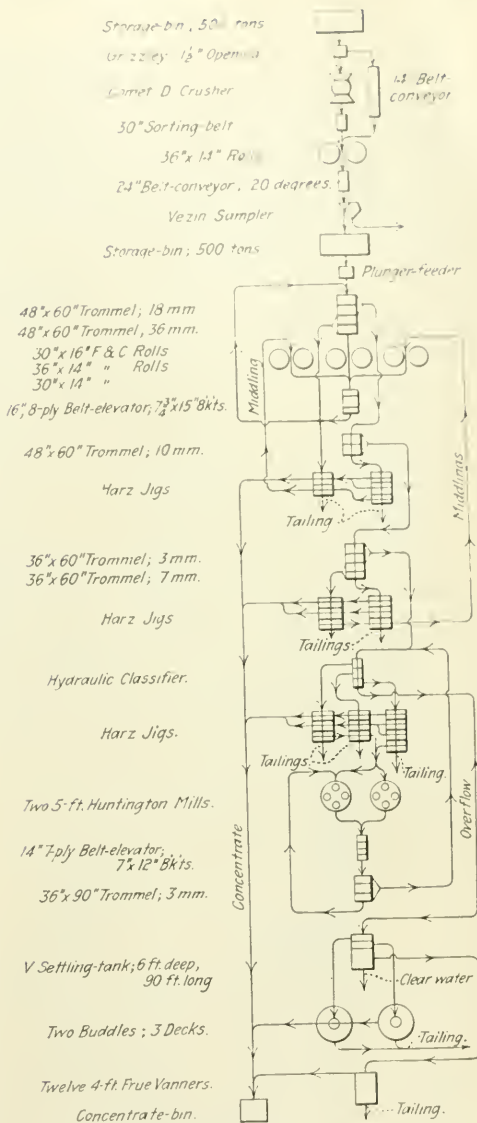 Storage-bin, 50 tons
Grizzley 1½" Opening
Comet D Crusher
14" Belt-
conveyor
30" Sorting-belt
36" x 14" Rolls
24" Belt-conveyor, 20 degrees.
Vezin Sampler
Storage-bin; 500 tons
Plunger-feeder
48" x 60" Trommel; 18 mm
48" x 60" Trommel, 36 mm.
30" x 16" F & C Rolls
36" x 14" " Rolls
30" x 14" "
16", 8-ply Belt-elevator; 7¾" x 15" Bkts.
Middling
Middlings
48" x 60" Trommel; 10 mm.
Harz Jigs
Tailing
36" x 60" Trommel; 3 mm.
36" x 60" Trommel; 7 mm.
Harz Jigs
Tailings
Hydraulic Classifier.
Harz Jigs.
Tailings
Tailing.
Two 5-ft. Huntington Mills.
Overflow
Concentrate
14" 7-ply Belt-elevator;
7" x 12" Bkts.
36" x 90" Trommel; 3 mm.
V Settling-tank; 6 ft. deep,
90 ft. long
Clear water
Two Buddles; 3 Decks.
Tailing.
Twelve 4-ft. Frue Vanners.
Concentrate-bin.
Tailing.